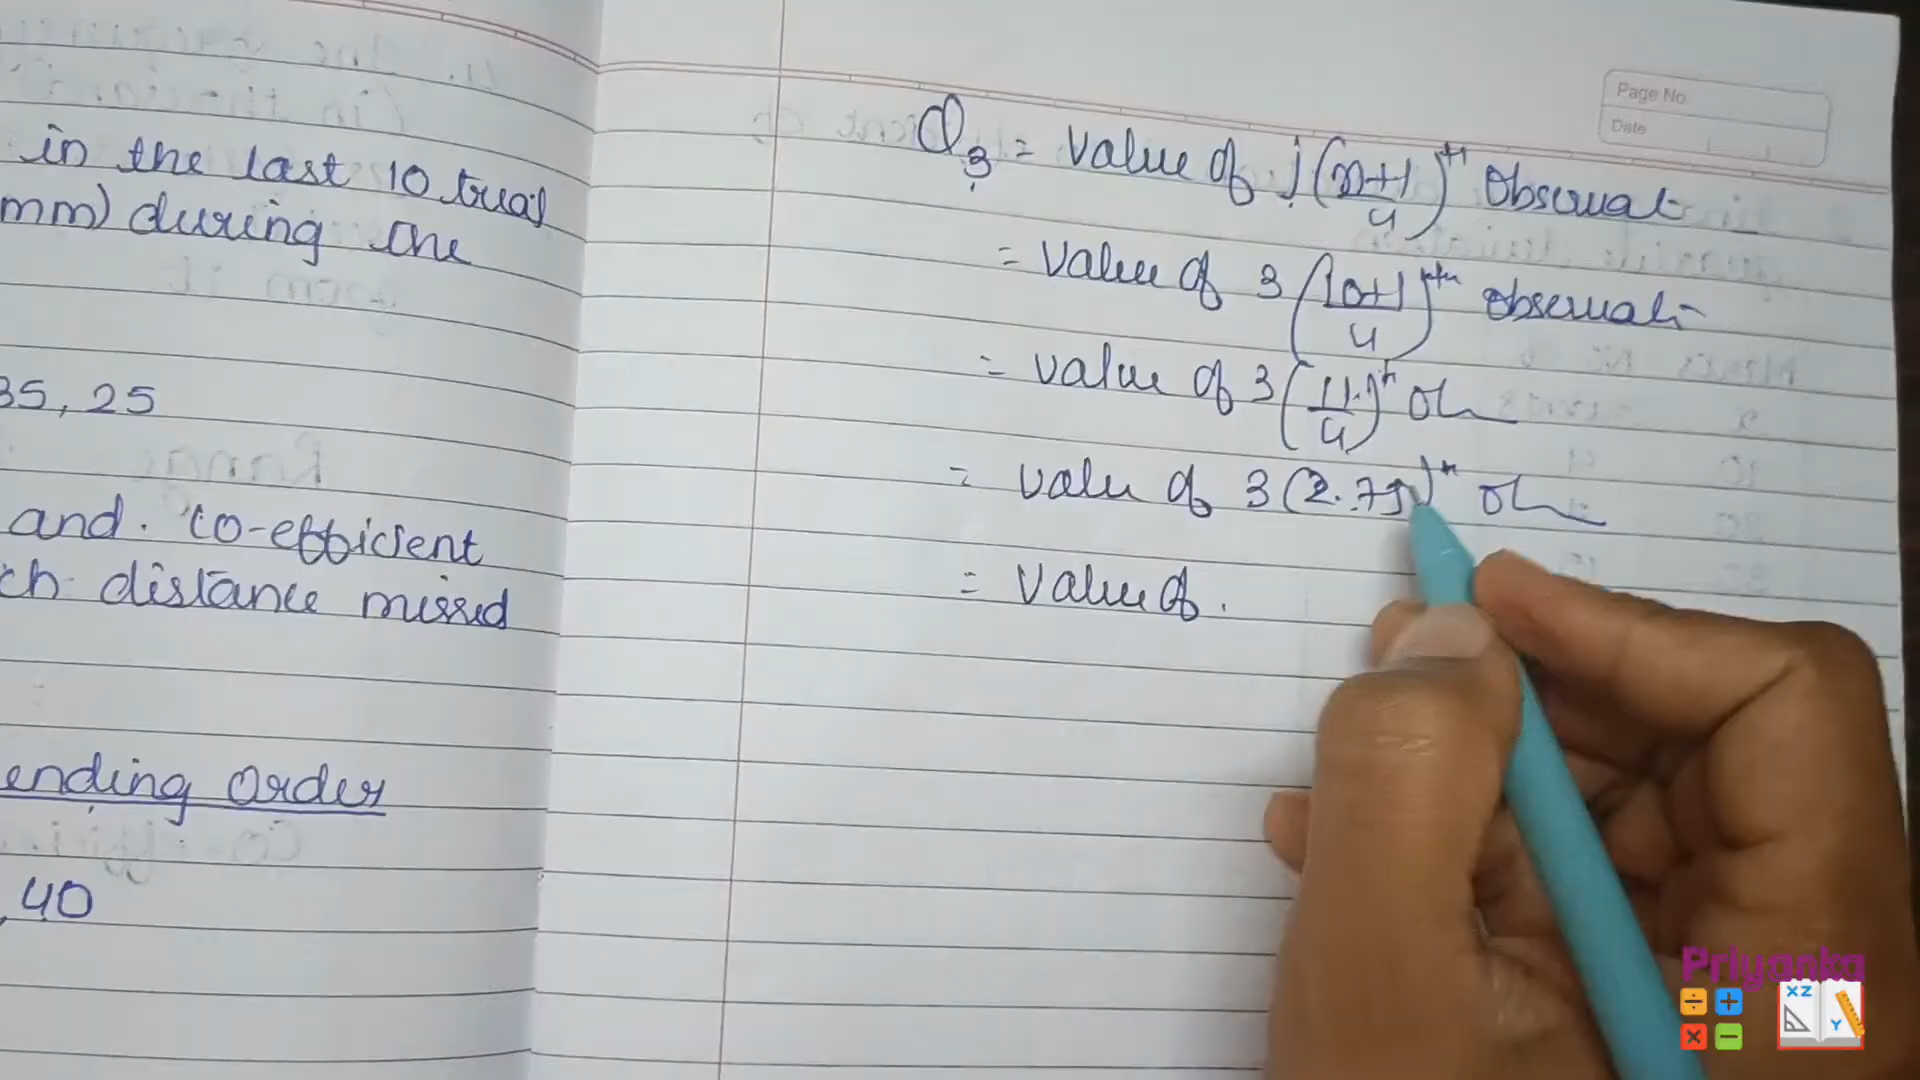 in the last 10 trial
mm) during the
35, 25
and. co-efficient
ch distance missed
ending order
, 40
Page No.
Date
Q3 = Value of j(n+1/4)th Observat
= Value of 3 (10+1/4)th observati
= value of 3 (11/4)th Ob
= valu of 3 (2.75)th Ob
= Value of.
Priyanka
XZ
Y